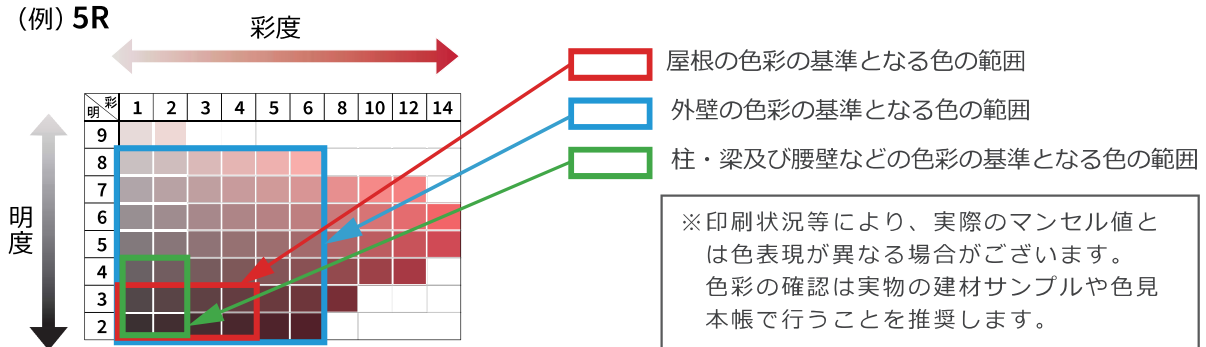 （例）5R
彩度
彩
明
1 2 3 4 5 6 8 10 12 14
9
8
7
6
5
4
3
2
明度
屋根の色彩の基準となる色の範囲
外壁の色彩の基準となる色の範囲
柱・梁及び腰壁などの色彩の基準となる色の範囲
※印刷状況等により、実際のマンセル値と
は色表現が異なる場合がございます。
色彩の確認は実物の建材サンプルや色見
本帳で行うことを推奨します。